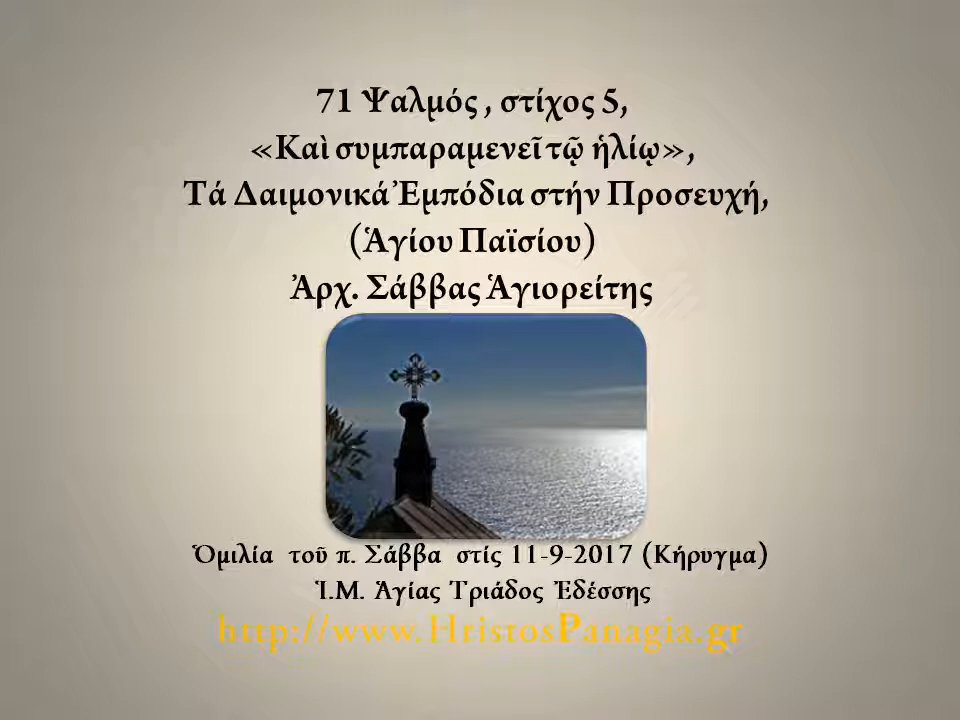 71 Ψαλμός , στίχος 5,
«Καὶ συμπαραμενεῖ τῷ ἡλίῳ»,
Τά Δαιμονικά Ἐμπόδια στήν Προσευχή,
(Ἁγίου Παϊσίου)
Ἀρχ. Σάββας Ἁγιορείτης
Ὁμιλία τοῦ π. Σάββα στίς 11-9-2017 (Κήρυγμα)
Ἱ.Μ. Ἁγίας Τριάδος Ἐδέσσης
http://www.HristosPanagia.gr